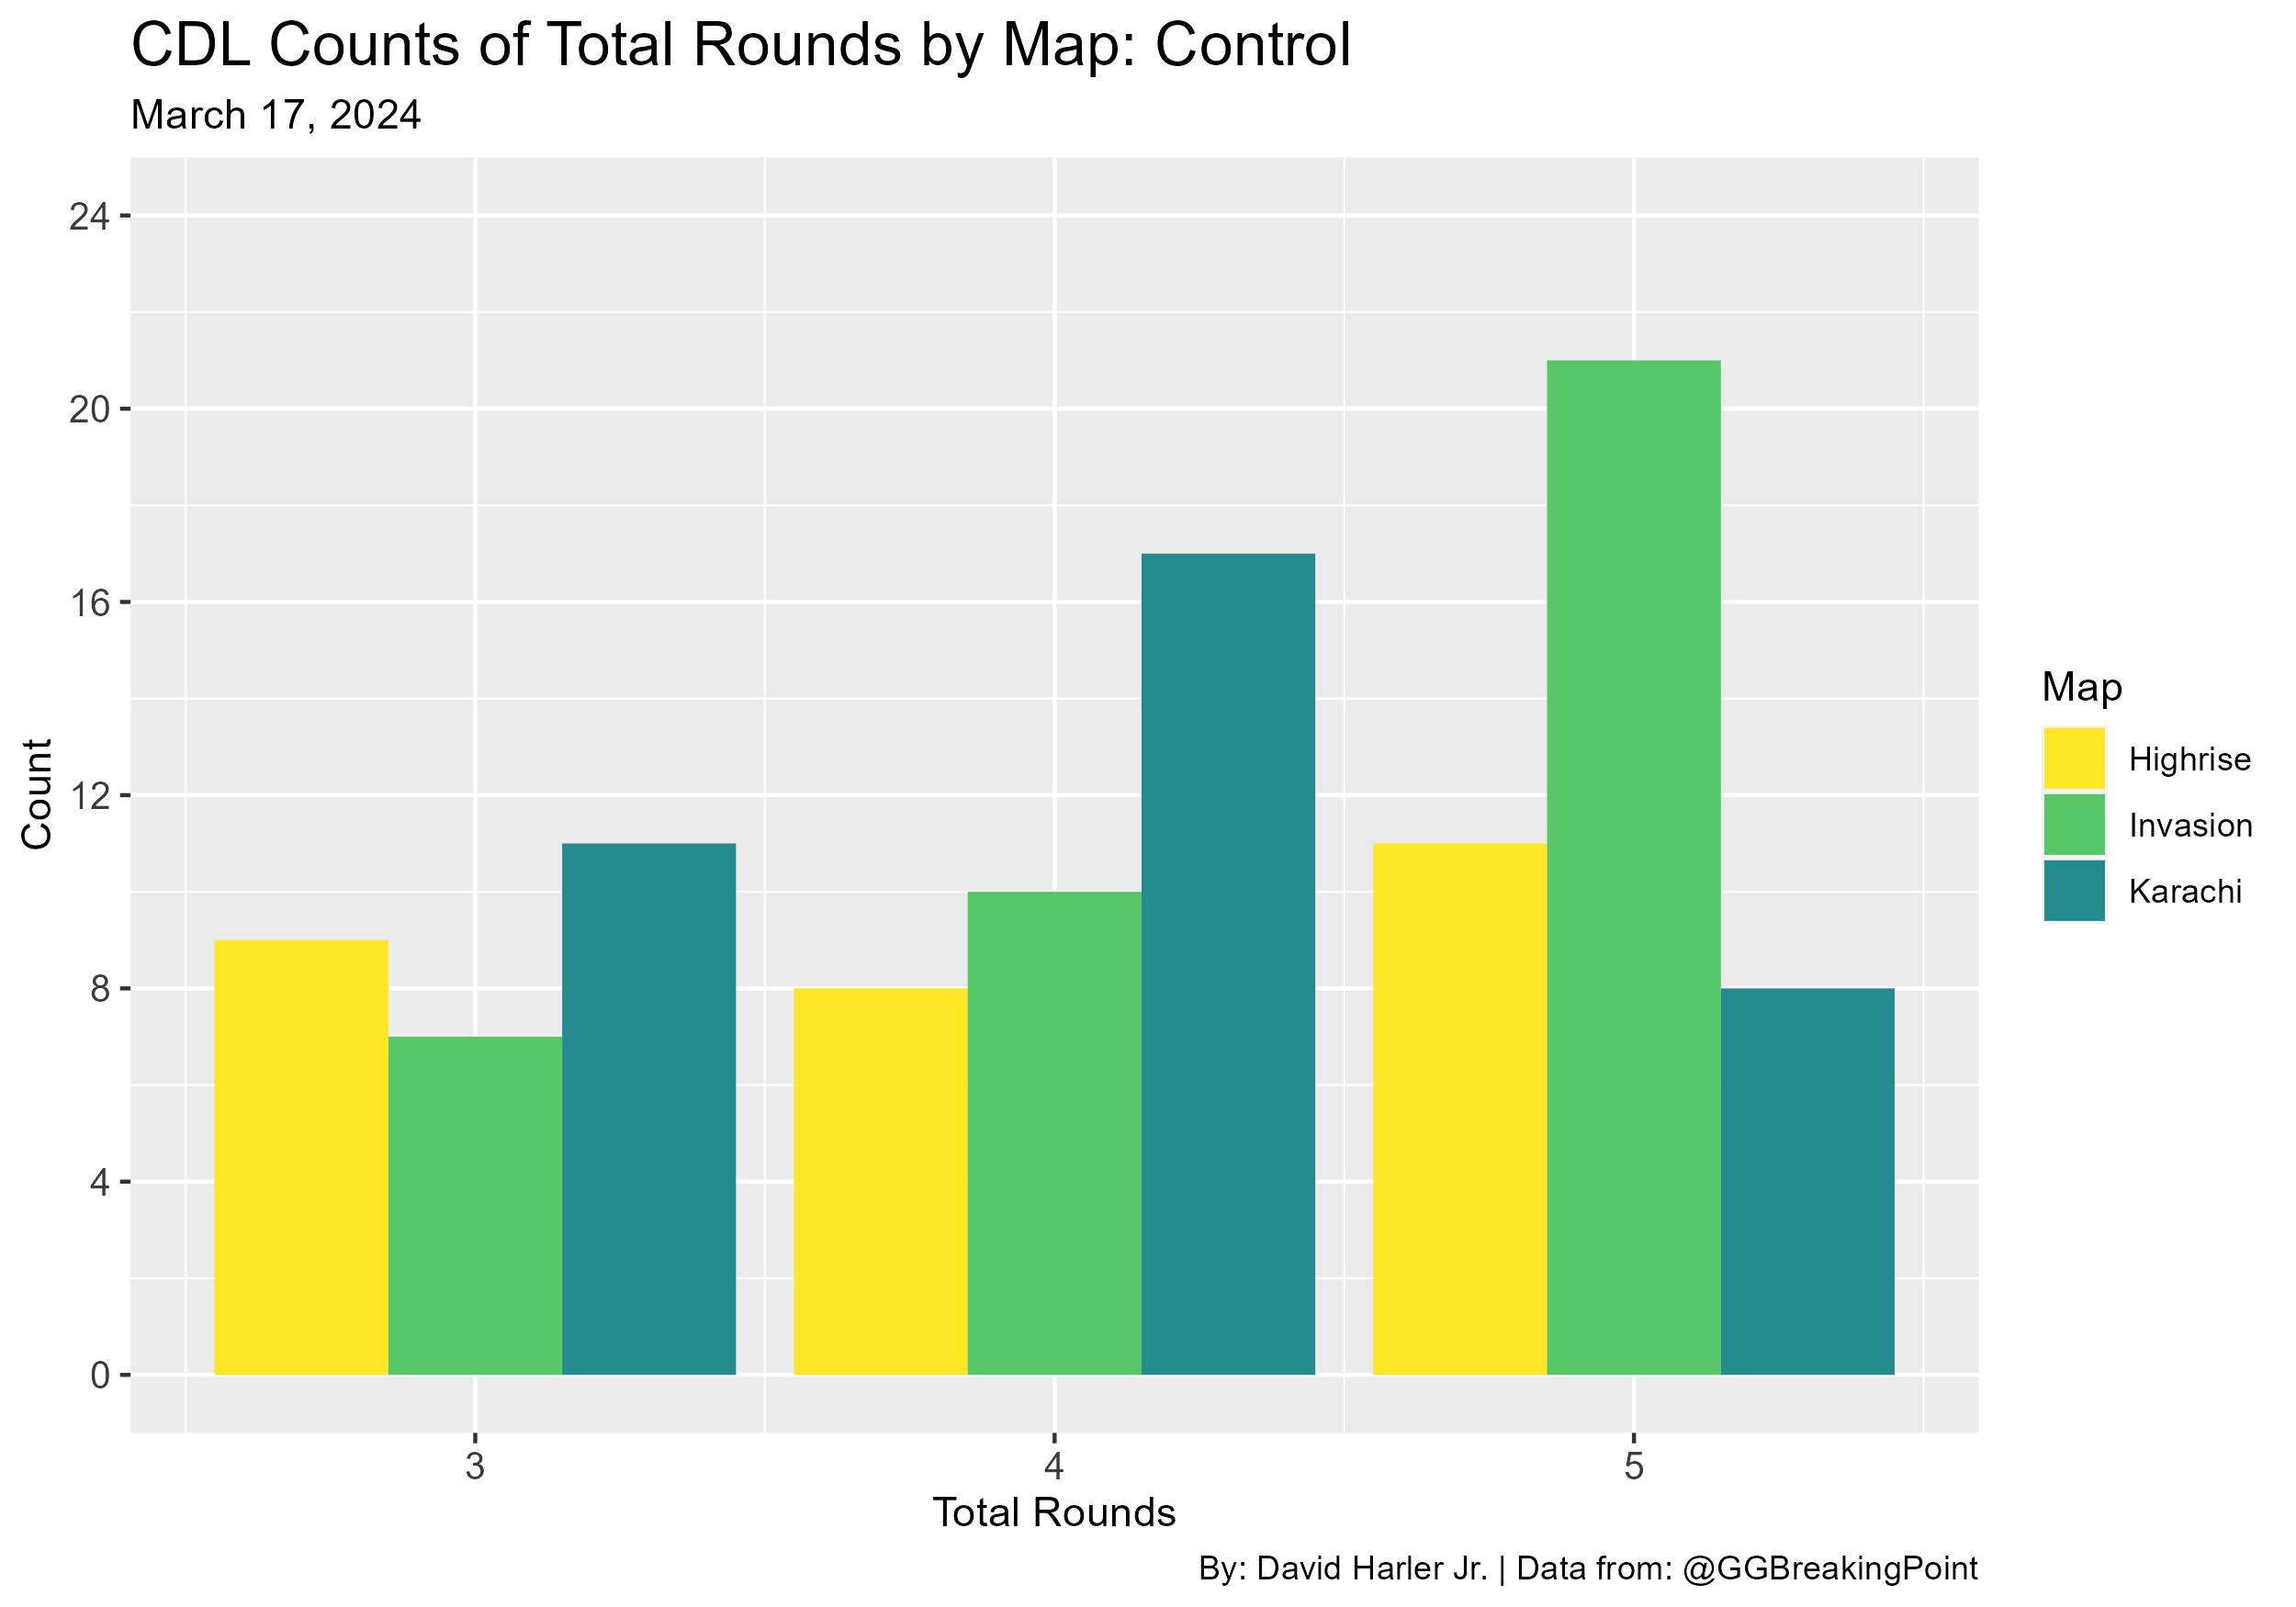 CDL Counts of Total Rounds by Map: Control
March 17, 2024
24
20
16
12
8
4
0
Count
3
4
5
Total Rounds
Map
Highrise
Invasion
Karachi
By: David Harler Jr. | Data from: @GGBreakingPoint